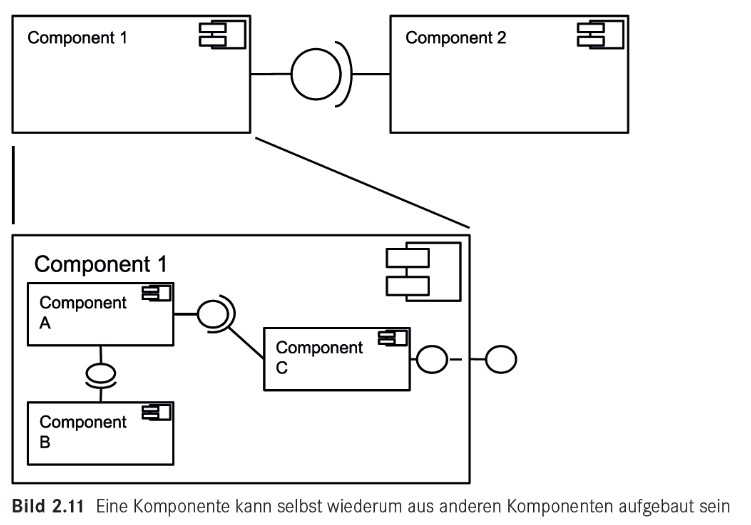 Component 1
Component 2
Component 1
Component
A
Component
C
Component
B
Bild 2.11 Eine Komponente kann selbst wiederum aus anderen Komponenten aufgebaut sein